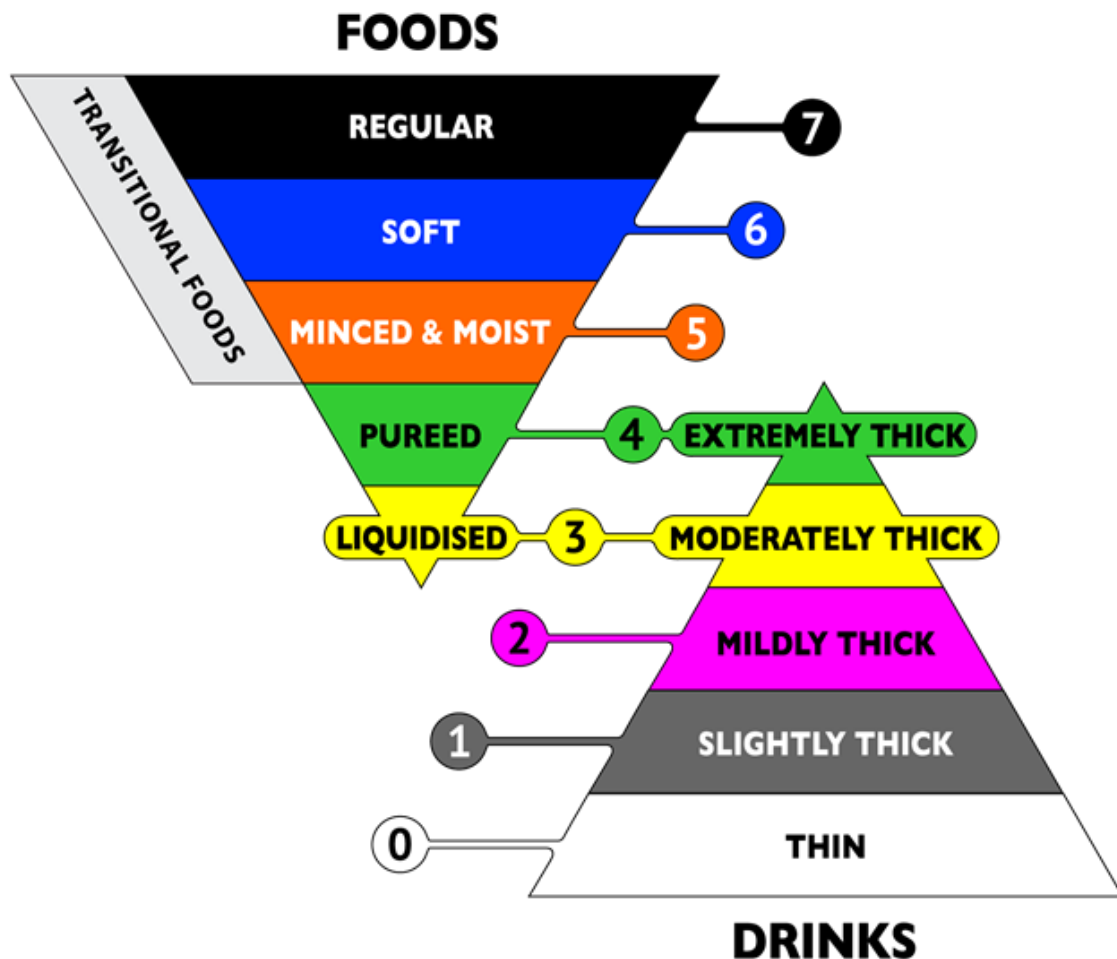 FOODS
TRANSITIONAL FOODS
REGULAR
7
SOFT
6
MINCED & MOIST
5
PUREED
4
EXTREMELY THICK
LIQUIDISED
3
MODERATELY THICK
2
MILDLY THICK
1
SLIGHTLY THICK
0
THIN
DRINKS